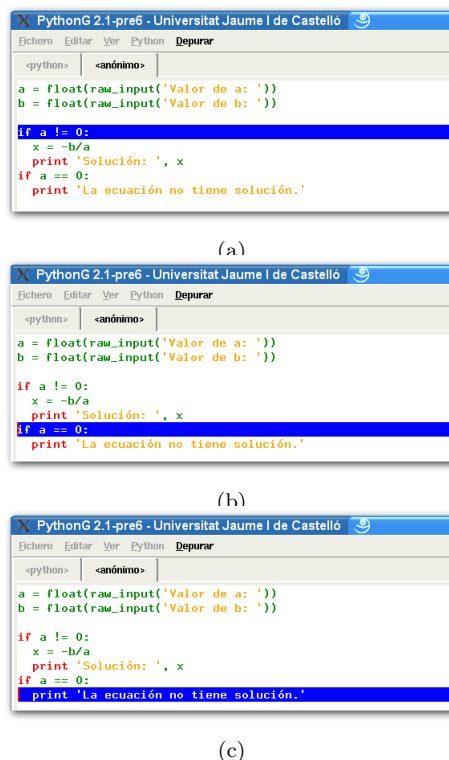 PythonG 2.1-pre6 - Universitat Jaume I de Castelló
Fichero Editar Ver Python Depurar
<python> <anónimo>
a = float(raw_input('Valor de a: '))
b = float(raw_input('Valor de b: '))
if a != 0:
x = -b/a
print 'Solución: ', x
if a == 0:
print 'La ecuación no tiene solución.'
(a)
PythonG 2.1-pre6 - Universitat Jaume I de Castelló
Fichero Editar Ver Python Depurar
<python> <anónimo>
a = float(raw_input('Valor de a: '))
b = float(raw_input('Valor de b: '))
if a != 0:
x = -b/a
print 'Solución: ', x
if a == 0:
print 'La ecuación no tiene solución.'
(b)
PythonG 2.1-pre6 - Universitat Jaume I de Castelló
Fichero Editar Ver Python Depurar
<python> <anónimo>
a = float(raw_input('Valor de a: '))
b = float(raw_input('Valor de b: '))
if a != 0:
x = -b/a
print 'Solución: ', x
if a == 0:
print 'La ecuación no tiene solución.'
(c)